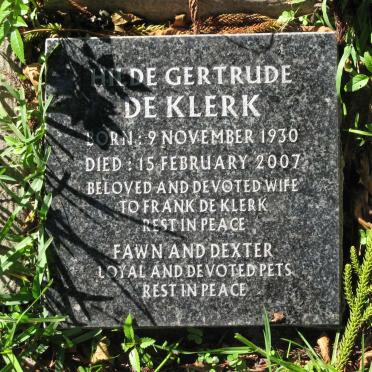 HILDE GERTRUDE
DE KLERK
BORN : 9 NOVEMBER 1930
DIED : 15 FEBRUARY 2007
BELOVED AND DEVOTED WIFE
TO FRANK DE KLERK
REST IN PEACE
FAWN AND DEXTER
LOYAL AND DEVOTED PETS
REST IN PEACE